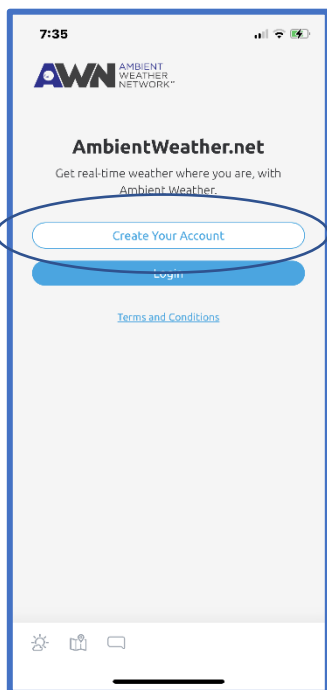 7:35
AWN AMBIENT
WEATHER
NETWORK™
AmbientWeather.net
Get real-time weather where you are, with
Ambient Weather.
Create Your Account
Login
Terms and Conditions